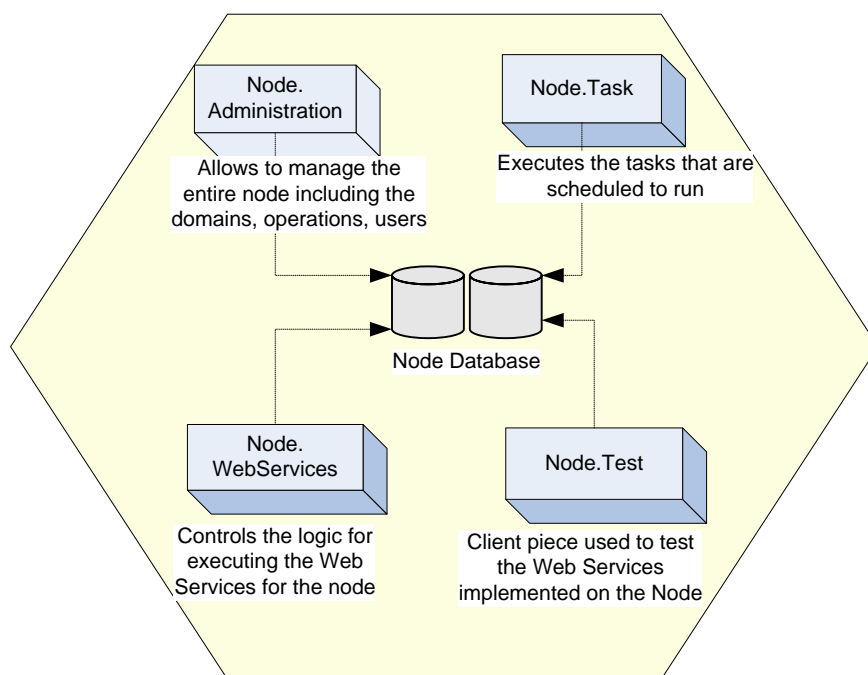 Node.
Administration
Allows to manage the
entire node including the
domains, operations, users
Node.Task
Executes the tasks that are
scheduled to run
Node Database
Node.
WebServices
Controls the logic for
executing the Web
Services for the node
Node.Test
Client piece used to test
the Web Services
implemented on the Node